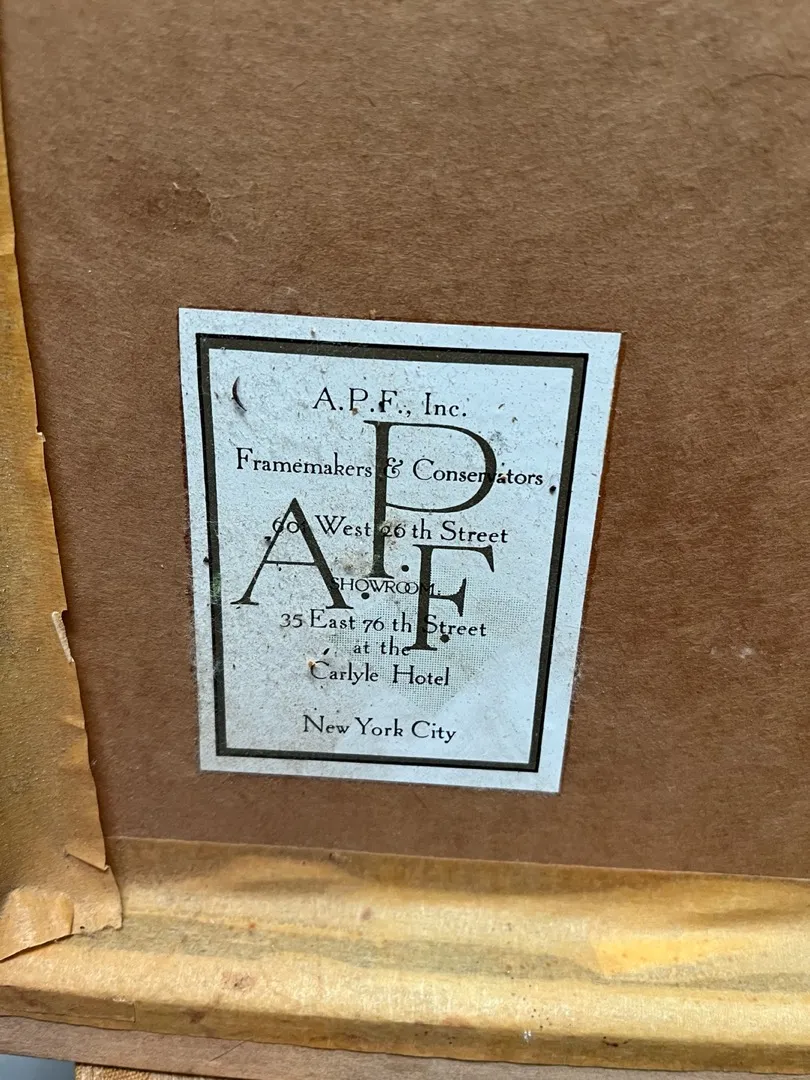 A.P.F., Inc.
Framemakers & Conservators
601 West 26 th Street
A.P.F.
SHOWROOM:
35 East 76 th Street
at the
Carlyle Hotel
New York City